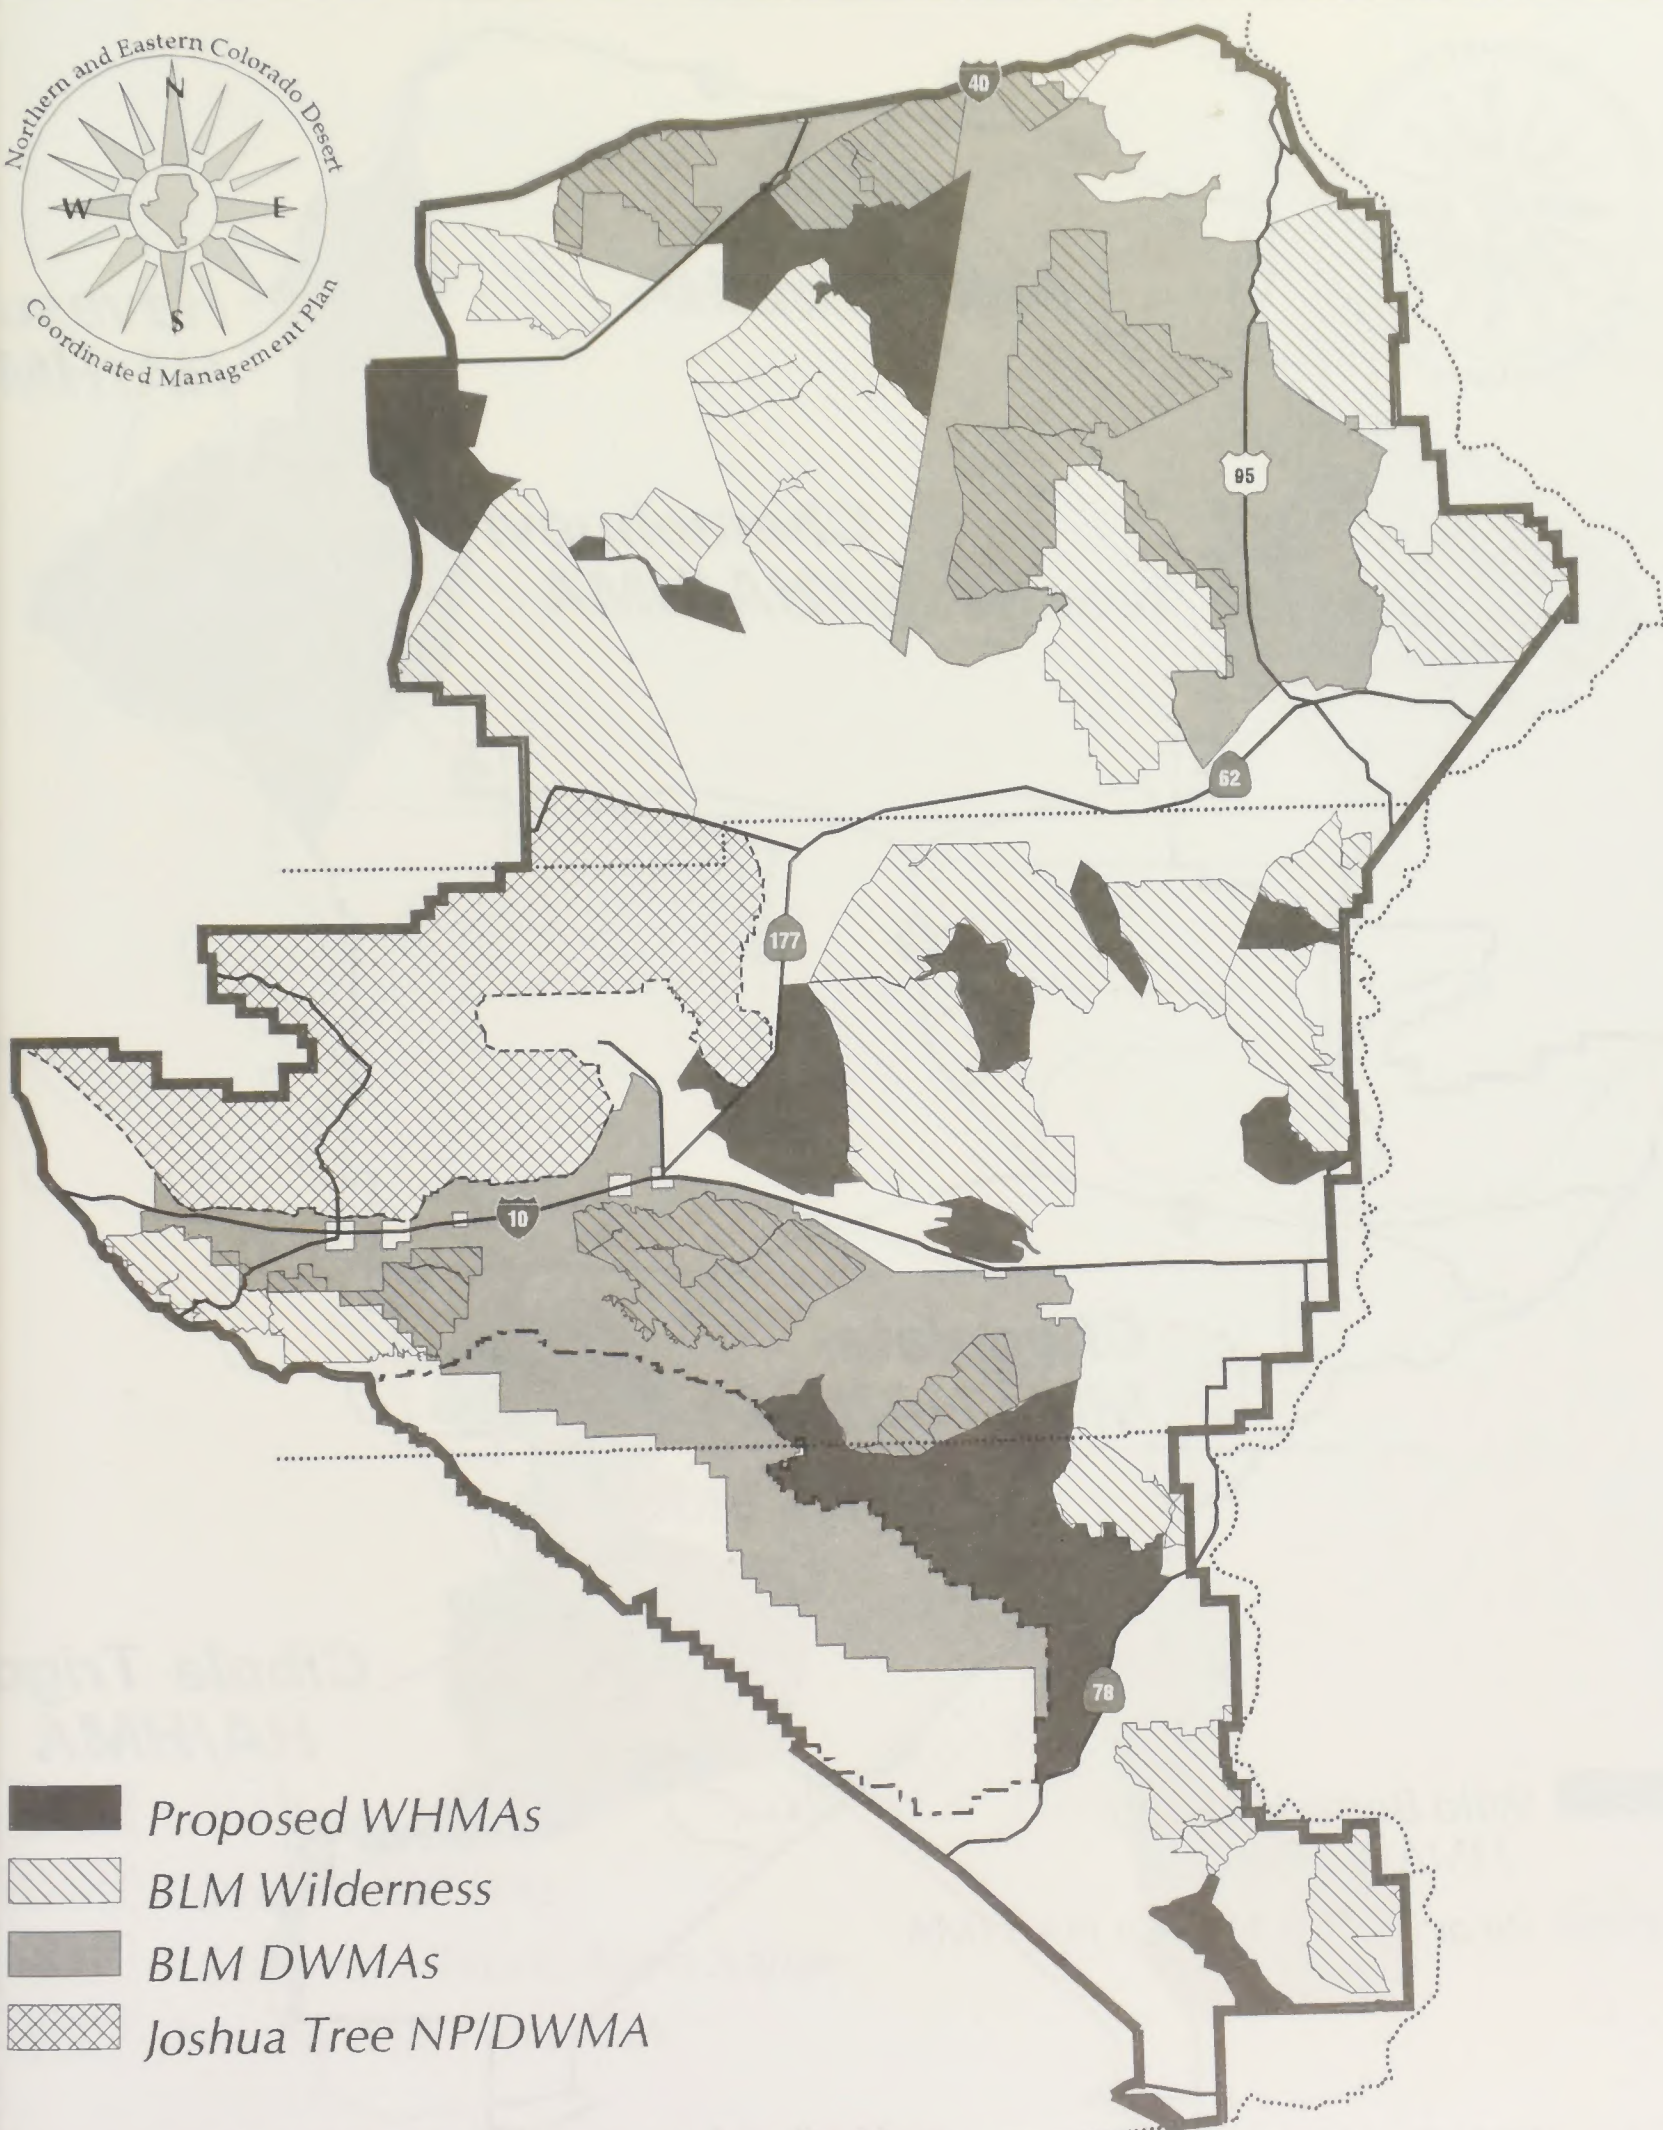 Northern and Eastern Colorado Desert
N
W
E
S
Coordinated Management Plan
40
95
62
177
10
78
Proposed WHMAs
BLM Wilderness
BLM DWMAs
Joshua Tree NP/DWMA